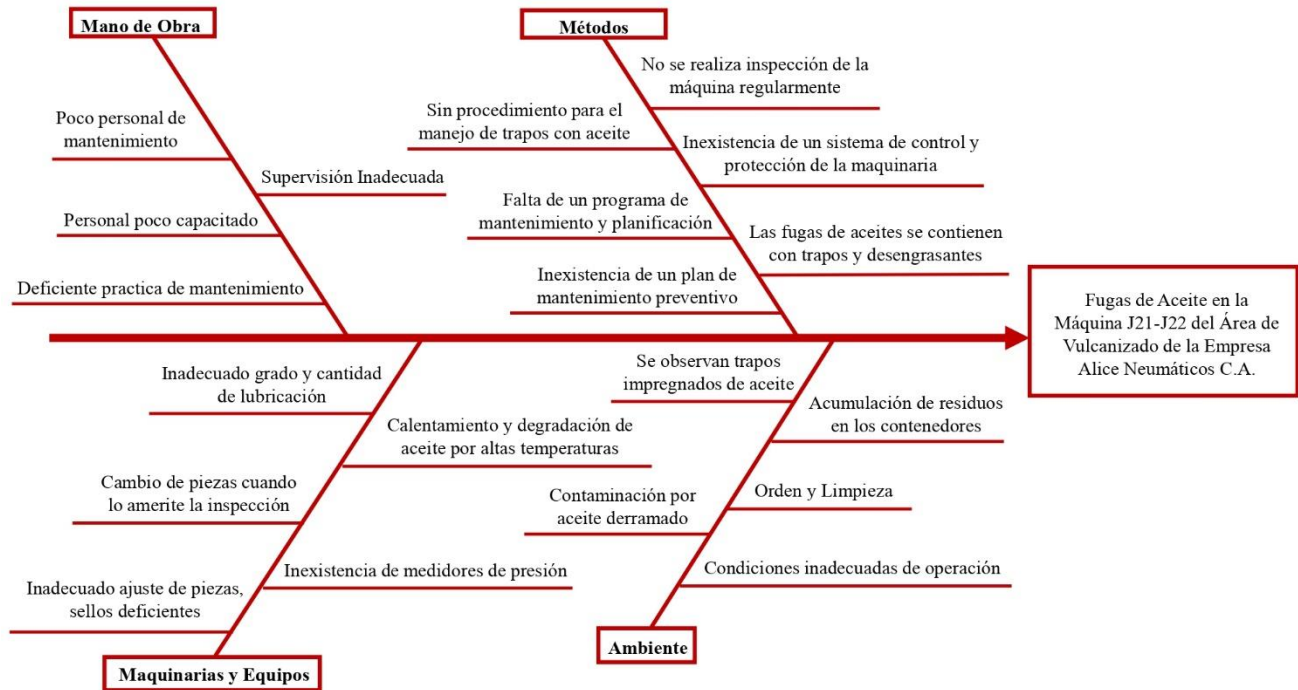 Mano de Obra
Poco personal de
mantenimiento
Supervisión Inadecuada
Personal poco capacitado
Deficiente practica de mantenimiento
Métodos
No se realiza inspección de la
máquina regularmente
Sin procedimiento para el
manejo de trapos con aceite
Inexistencia de un sistema de control y
protección de la maquinaria
Falta de un programa de
mantenimiento y planificación
Las fugas de aceites se contienen
con trapos y desengrasantes
Inexistencia de un plan de
mantenimiento preventivo
Fugas de Aceite en la
Máquina J21-J22 del Área de
Vulcanizado de la Empresa
Alice Neumáticos C.A.
Inadecuado grado y cantidad
de lubricación
Calentamiento y degradación de
aceite por altas temperaturas
Cambio de piezas cuando
lo amerite la inspección
Inexistencia de medidores de presión
Inadecuado ajuste de piezas,
sellos deficientes
Maquinarias y Equipos
Se observan trapos
impregnados de aceite
Acumulación de residuos
en los contenedores
Contaminación por
aceite derramado
Orden y Limpieza
Condiciones inadecuadas de operación
Ambiente